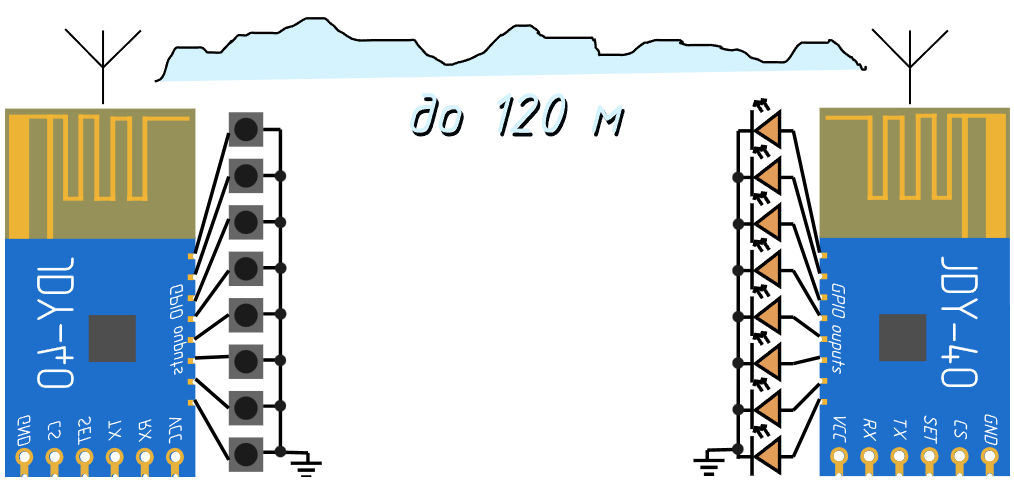 до 120 м
JDY-40
GPIO ouputs
GND
CS
SET
TX
RX
VCC
JDY-40
GPIO ouputs
VCC
RX
TX
SET
CS
GND